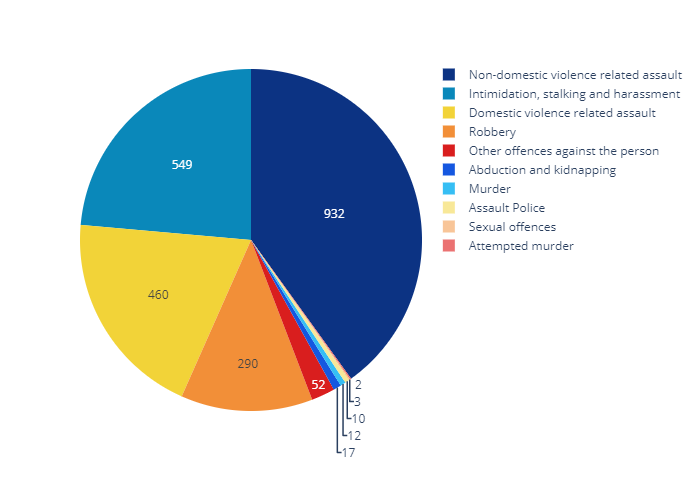 Non-domestic violence related assault
Intimidation, stalking and harassment
Domestic violence related assault
Robbery
Other offences against the person
Abduction and kidnapping
Murder
Assault Police
Sexual offences
Attempted murder
549
932
460
290
52
2
3
10
12
17